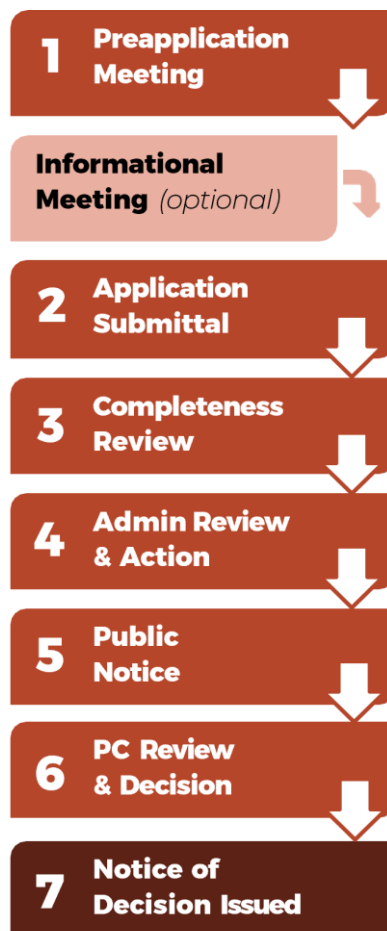 1 Preapplication
Meeting
Informational
Meeting (optional)
2 Application
Submittal
3 Completeness
Review
4 Admin Review
& Action
5 Public
Notice
6 PC Review
& Decision
7 Notice of
Decision Issued